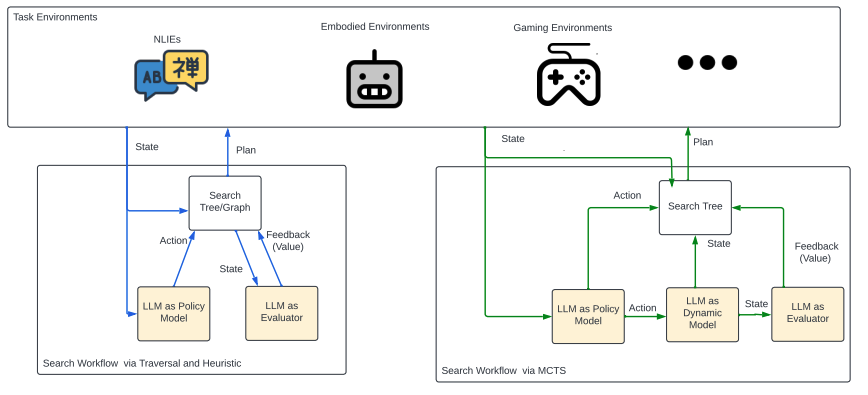 Task Environments
NLIEs
Embodied Environments
Gaming Environments
AB
禅
State
Plan
State
Plan
Search
Tree/Graph
Action
Feedback
(Value)
State
LLM as Policy
Model
LLM as
Evaluator
Search Workflow via Traversal and Heuristic
Action
Search Tree
State
Feedback
(Value)
LLM as Policy
Model
Action
LLM as
Dynamic
Model
State
LLM as
Evaluator
Search Workflow via MCTS